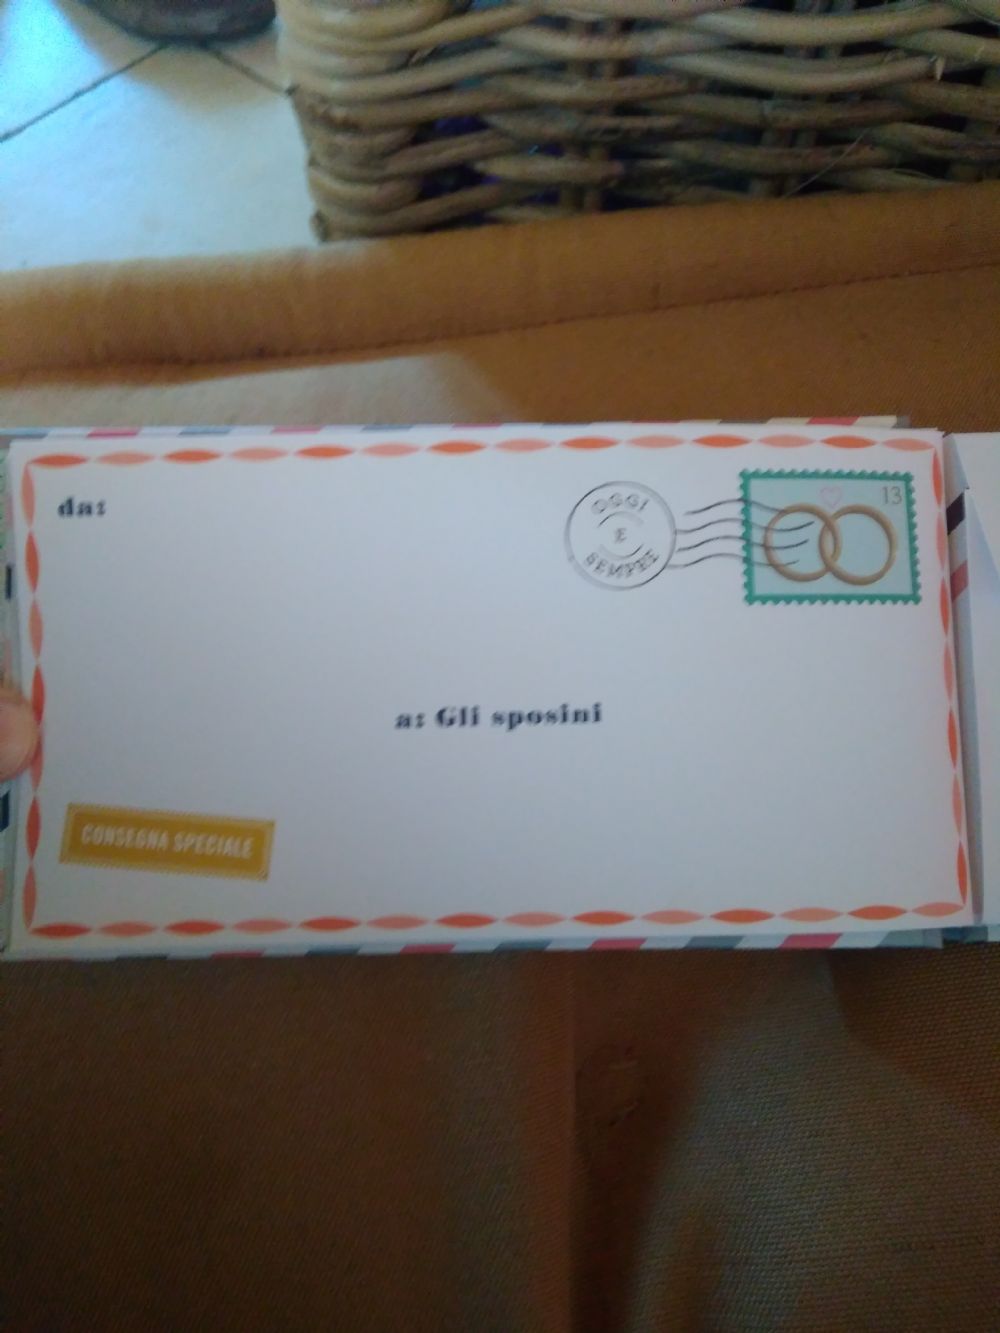 da:
OGGI
E
SEMPRE
13
a: Gli sposini
CONSEGNA SPECIALE